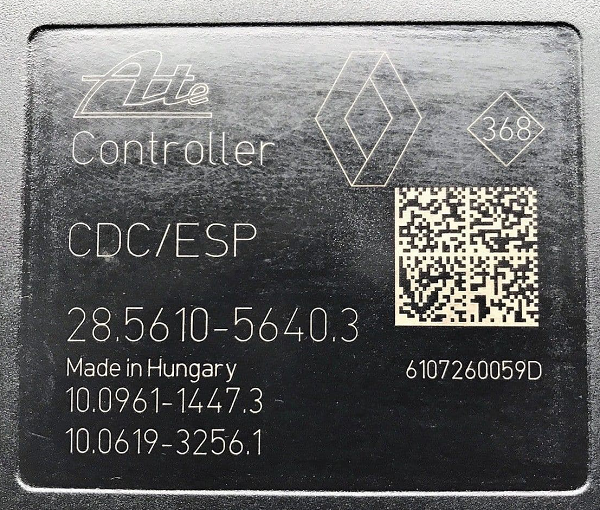 Ate
368
Controller
CDC/ESP
28.5610-5640.3
Made in Hungary
6107260059D
10.0961-1447.3
10.0619-3256.1